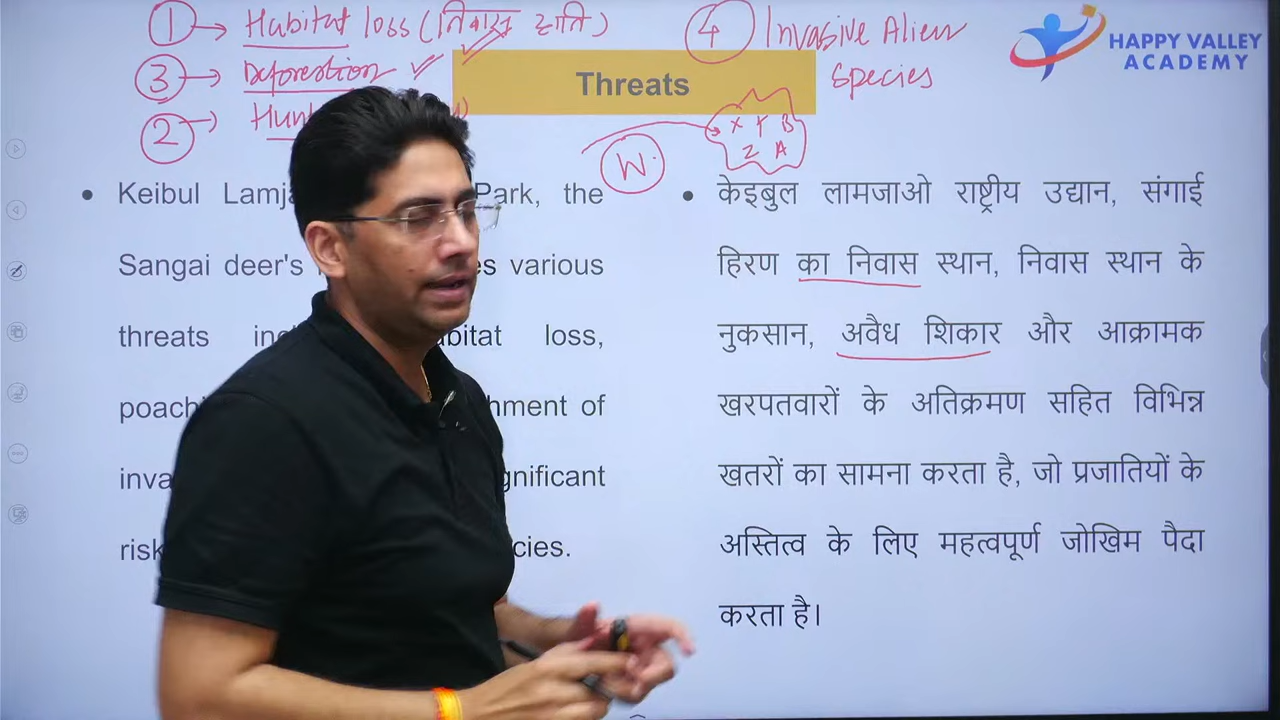 ① → Habitat loss (निवास हानि)
③ → Deforestion ✓✓
②→ Hun
④ Invasive Alien
Species
HAPPY VALLEY
ACADEMY
Threats
X Y B
Z A
W
• Keibul Lamja Park, the
Sangai deer's es various
threats in abitat loss,
poach hment of
inva gnificant
risk cies.
• केइबुल लामजाओ राष्ट्रीय उद्यान, संगाई
हिरण का निवास स्थान, निवास स्थान के
नुकसान, अवैध शिकार और आक्रामक
खरपतवारों के अतिक्रमण सहित विभिन्न
खतरों का सामना करता है, जो प्रजातियों के
अस्तित्व के लिए महत्वपूर्ण जोखिम पैदा
करता है।